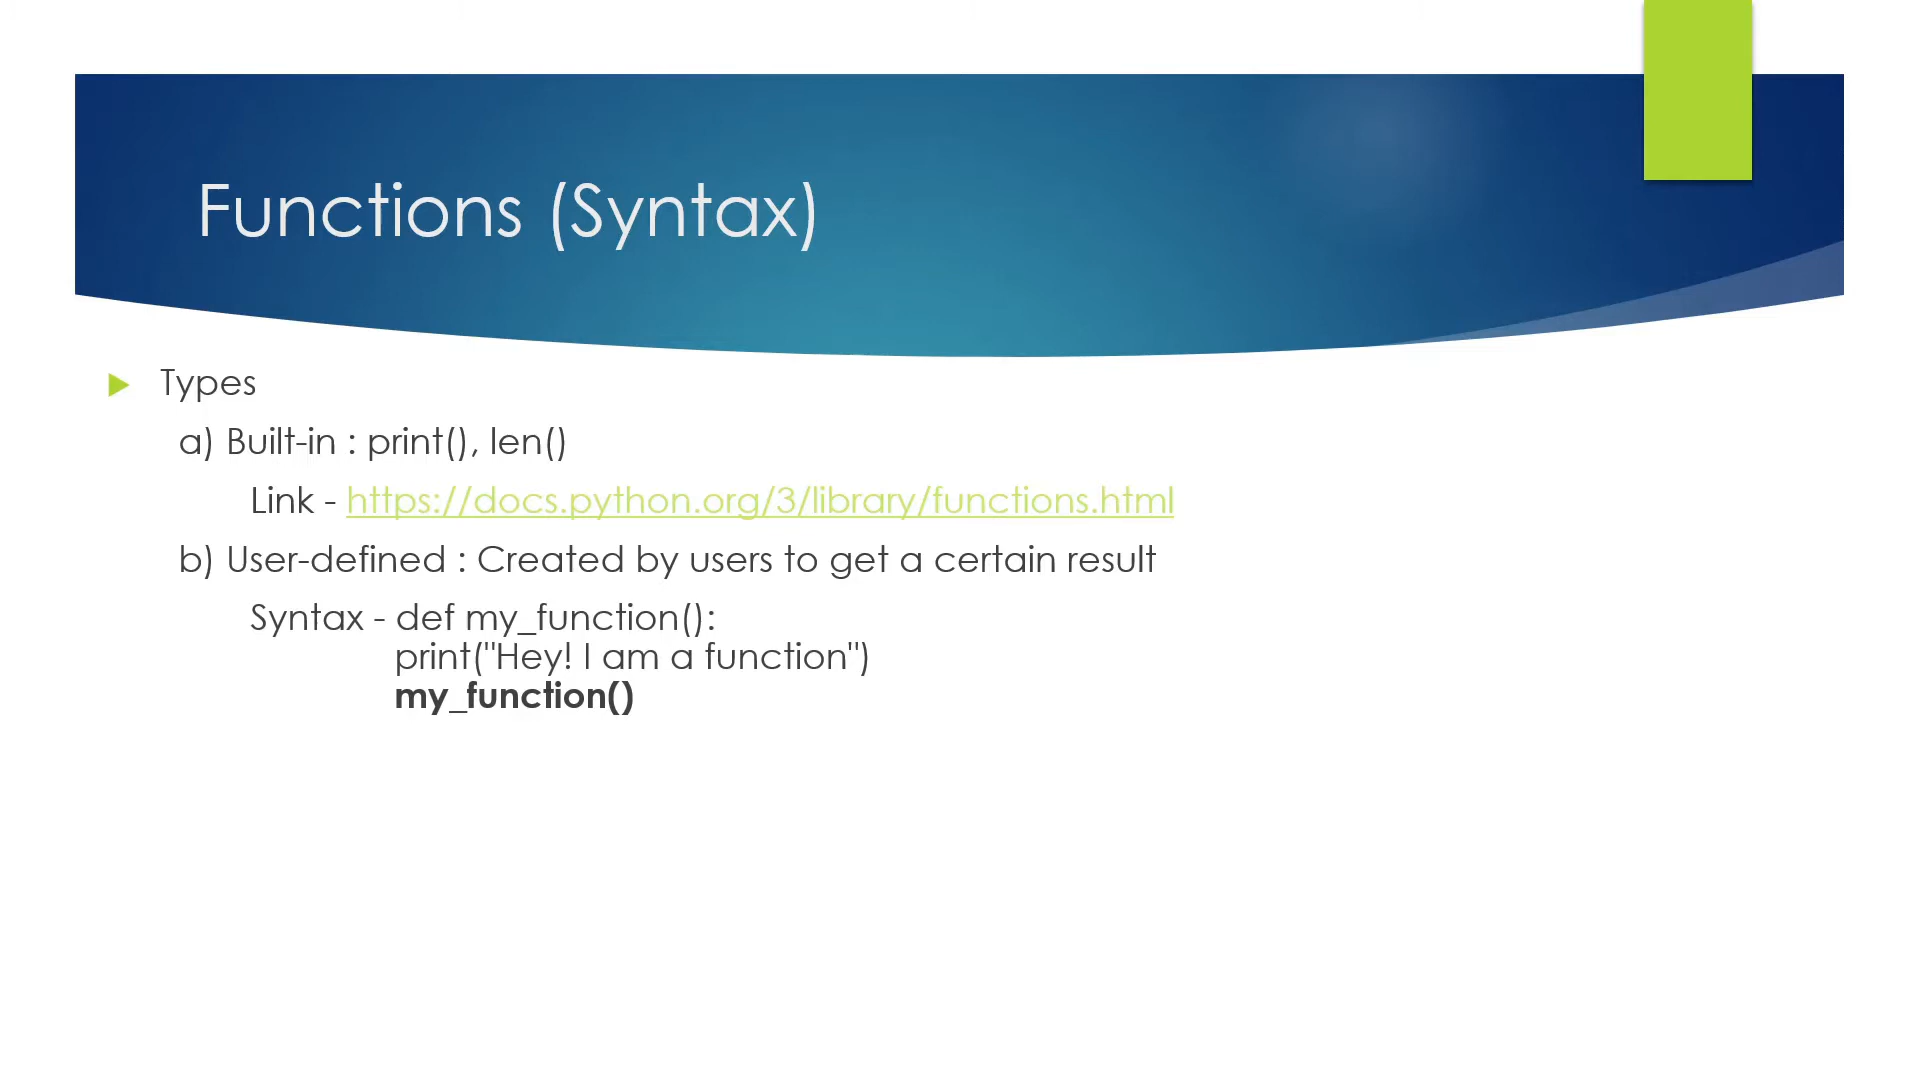 Functions (Syntax)
Types
a) Built-in : print(), len()
Link - https://docs.python.org/3/library/functions.html
b) User-defined : Created by users to get a certain result
Syntax - def my_function():
print("Hey! I am a function")
my_function()